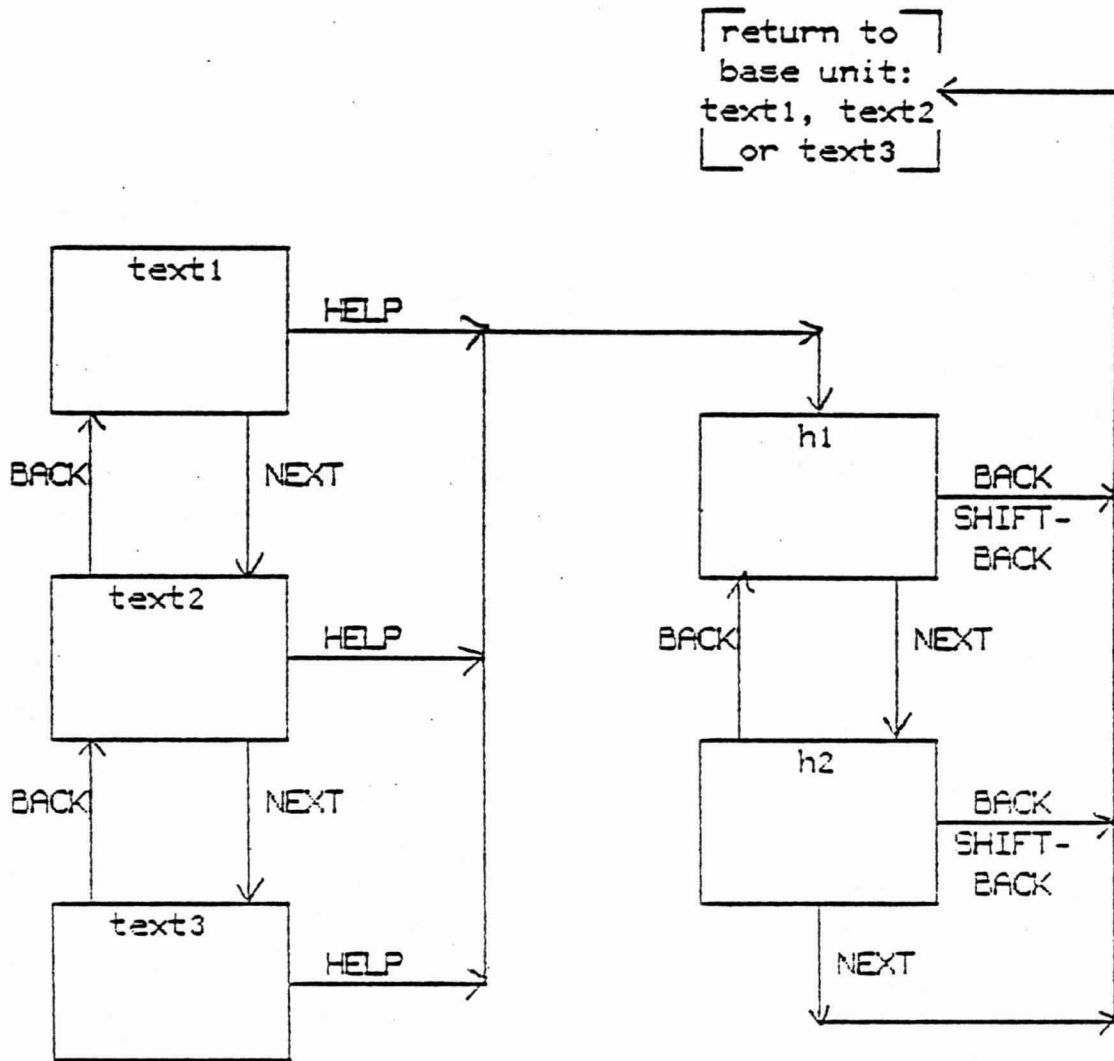 return to
base unit:
text1, text2
or text3
text1
HELP
BACK
NEXT
text2
HELP
BACK
NEXT
text3
HELP
h1
BACK
SHIFT-
BACK
BACK
NEXT
h2
BACK
SHIFT-
BACK
NEXT